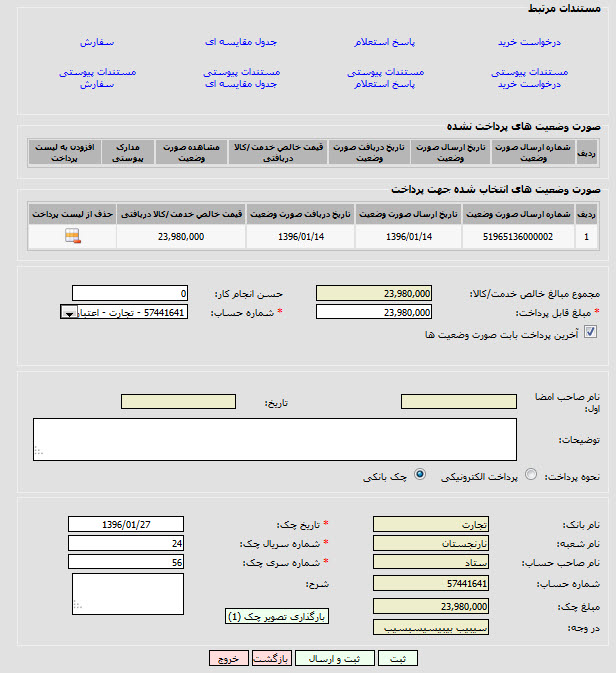 مستندات مرتبط
درخواست خرید پاسخ استعلام جدول مقایسه ای سفارش
مستندات پیوستی درخواست خرید مستندات پیوستی پاسخ استعلام مستندات پیوستی جدول مقایسه ای مستندات پیوستی سفارش
صورت وضعیت های پرداخت نشده
ردیف شماره ارسال صورت وضعیت تاریخ ارسال صورت وضعیت تاریخ دریافت صورت وضعیت قیمت خالص خدمت/کالا دریافتی مشاهده صورت وضعیت مدارک پیوستی افزودن به لیست پرداخت
صورت وضعیت های انتخاب شده جهت پرداخت
ردیف شماره ارسال صورت وضعیت تاریخ ارسال صورت وضعیت تاریخ دریافت صورت وضعیت قیمت خالص خدمت/کالا دریافتی حذف از لیست پرداخت
1 51965136000002 1396/01/14 1396/01/14 23,980,000
مجموع مبالغ خالص خدمت/کالا: 23,980,000 حسن انجام کار: 0
* مبلغ قابل پرداخت: 23,980,000 * شماره حساب: 57441641 - تجارت - اعتبار
آخرین پرداخت بابت صورت وضعیت ها
نام صاحب امضا اول: تاریخ:
توضیحات:
نحوه پرداخت: پرداخت الکترونیکی چک بانکی
نام بانک: تجارت * تاریخ چک: 1396/01/27
نام شعبه: نارنجستان * شماره سریال چک: 24
نام صاحب حساب: ستاد * شماره سری چک: 56
شماره حساب: 57441641 شرح:
مبلغ چک: 23,980,000 بارگذاری تصویر چک (1)
در وجه:
ثبت ثبت و ارسال بازگشت خروج